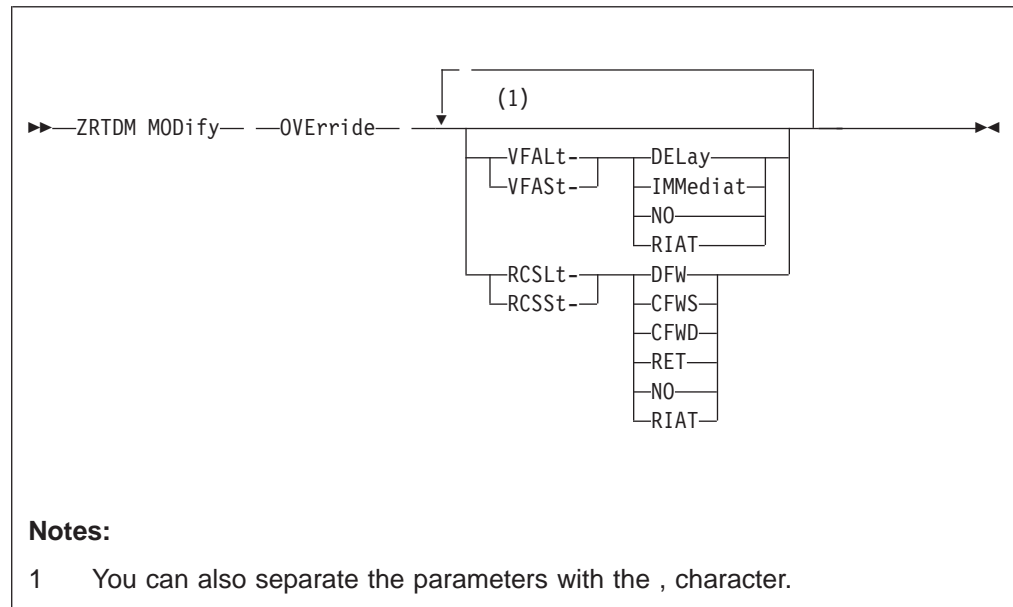 (1)
ZRTDM MODify OVErride
VFALt- DELay
VFASt- IMMediat
NO
RIAT
RCSLt- DFW
RCSSt- CFWS
CFWD
RET
NO
RIAT
Notes:
1 You can also separate the parameters with the , character.